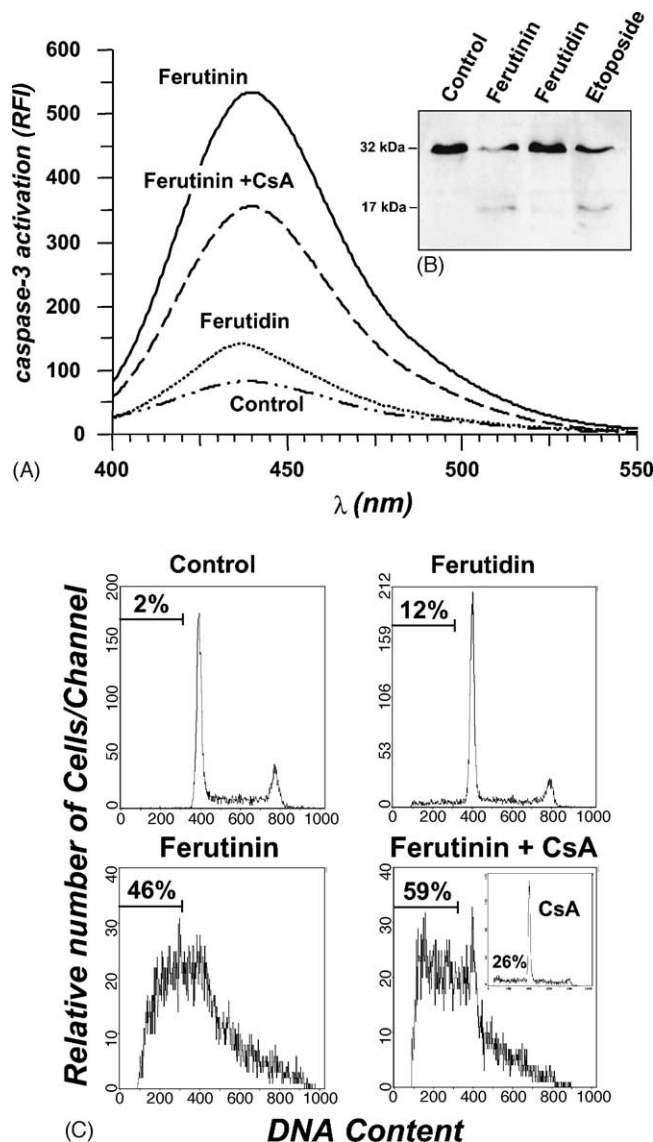 600
500
400
300
200
100
0
caspase-3 activation (RFI)
Ferutinin
Ferutinin +CsA
Ferutidin
Control
400
450
500
550
λ (nm)
(A)
Control
Ferutinin
Ferutidin
Etoposide
32 kDa
17 kDa
(B)
Relative number of Cells/Channel
Control
200
150
100
50
0
2%
0 200 400 600 800 1000
Ferutidin
212
159
106
53
0
12%
0 200 400 600 800 1000
Ferutinin
40
30
20
10
0
46%
0 200 400 600 800 1000
Ferutinin + CsA
40
30
20
10
0
59%
CsA
26%
0 200 400 600 800 1000
(C)
DNA Content